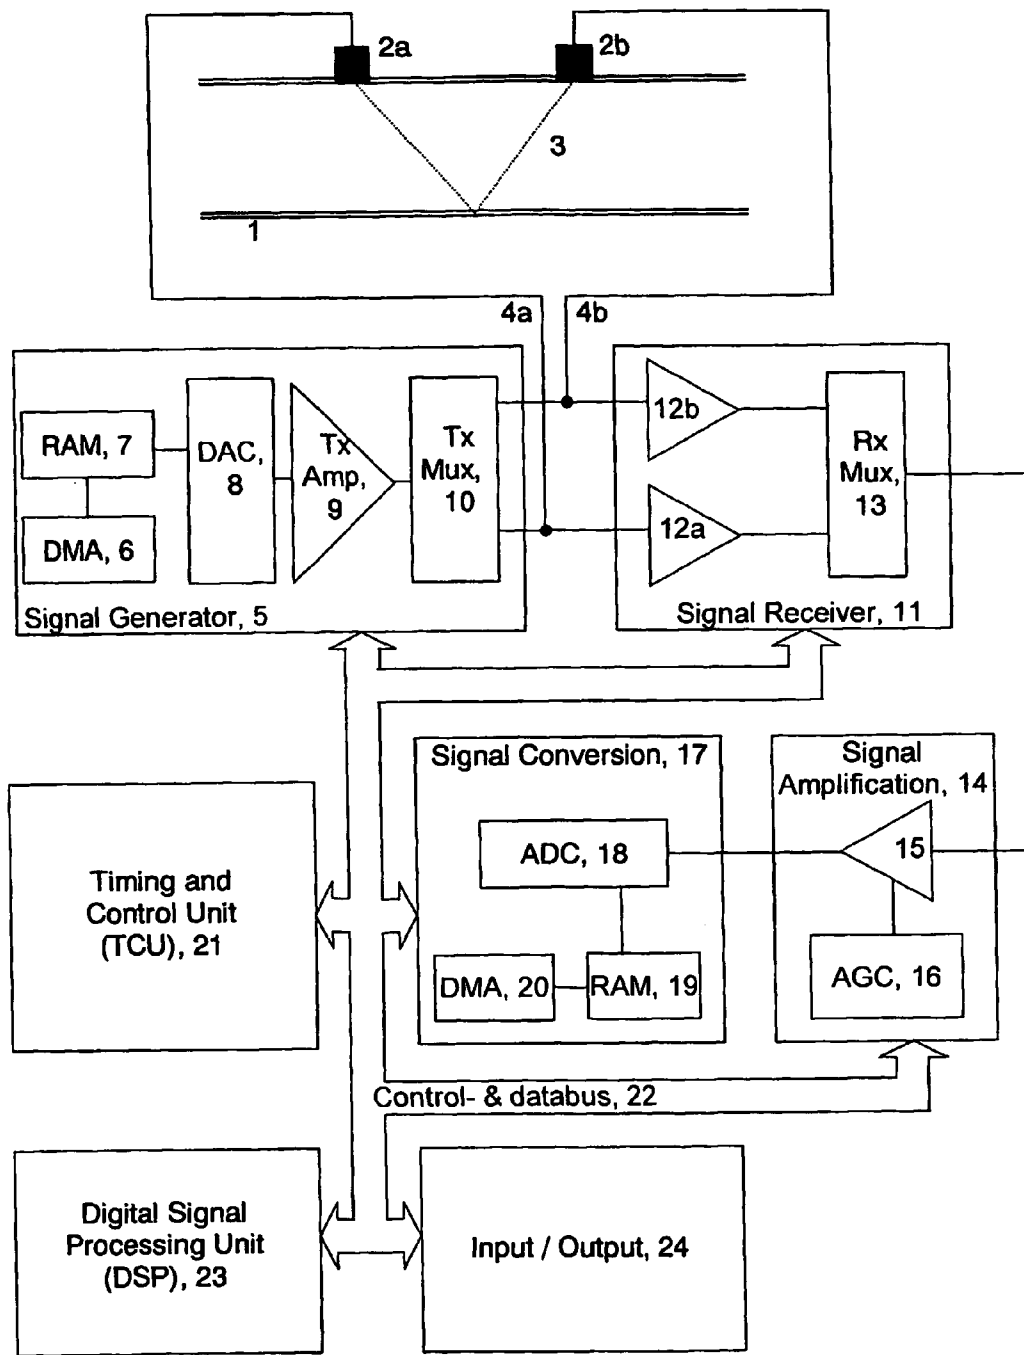 2a
2b
3
1
4a
4b
RAM, 7
DMA, 6
DAC,
8
Tx
Amp,
9
Tx
Mux,
10
Signal Generator, 5
12b
12a
Rx
Mux,
13
Signal Receiver, 11
Timing and
Control Unit
(TCU), 21
Signal Conversion, 17
ADC, 18
DMA, 20
RAM, 19
Signal
Amplification, 14
15
AGC, 16
Control- & databus, 22
Digital Signal
Processing Unit
(DSP), 23
Input / Output, 24